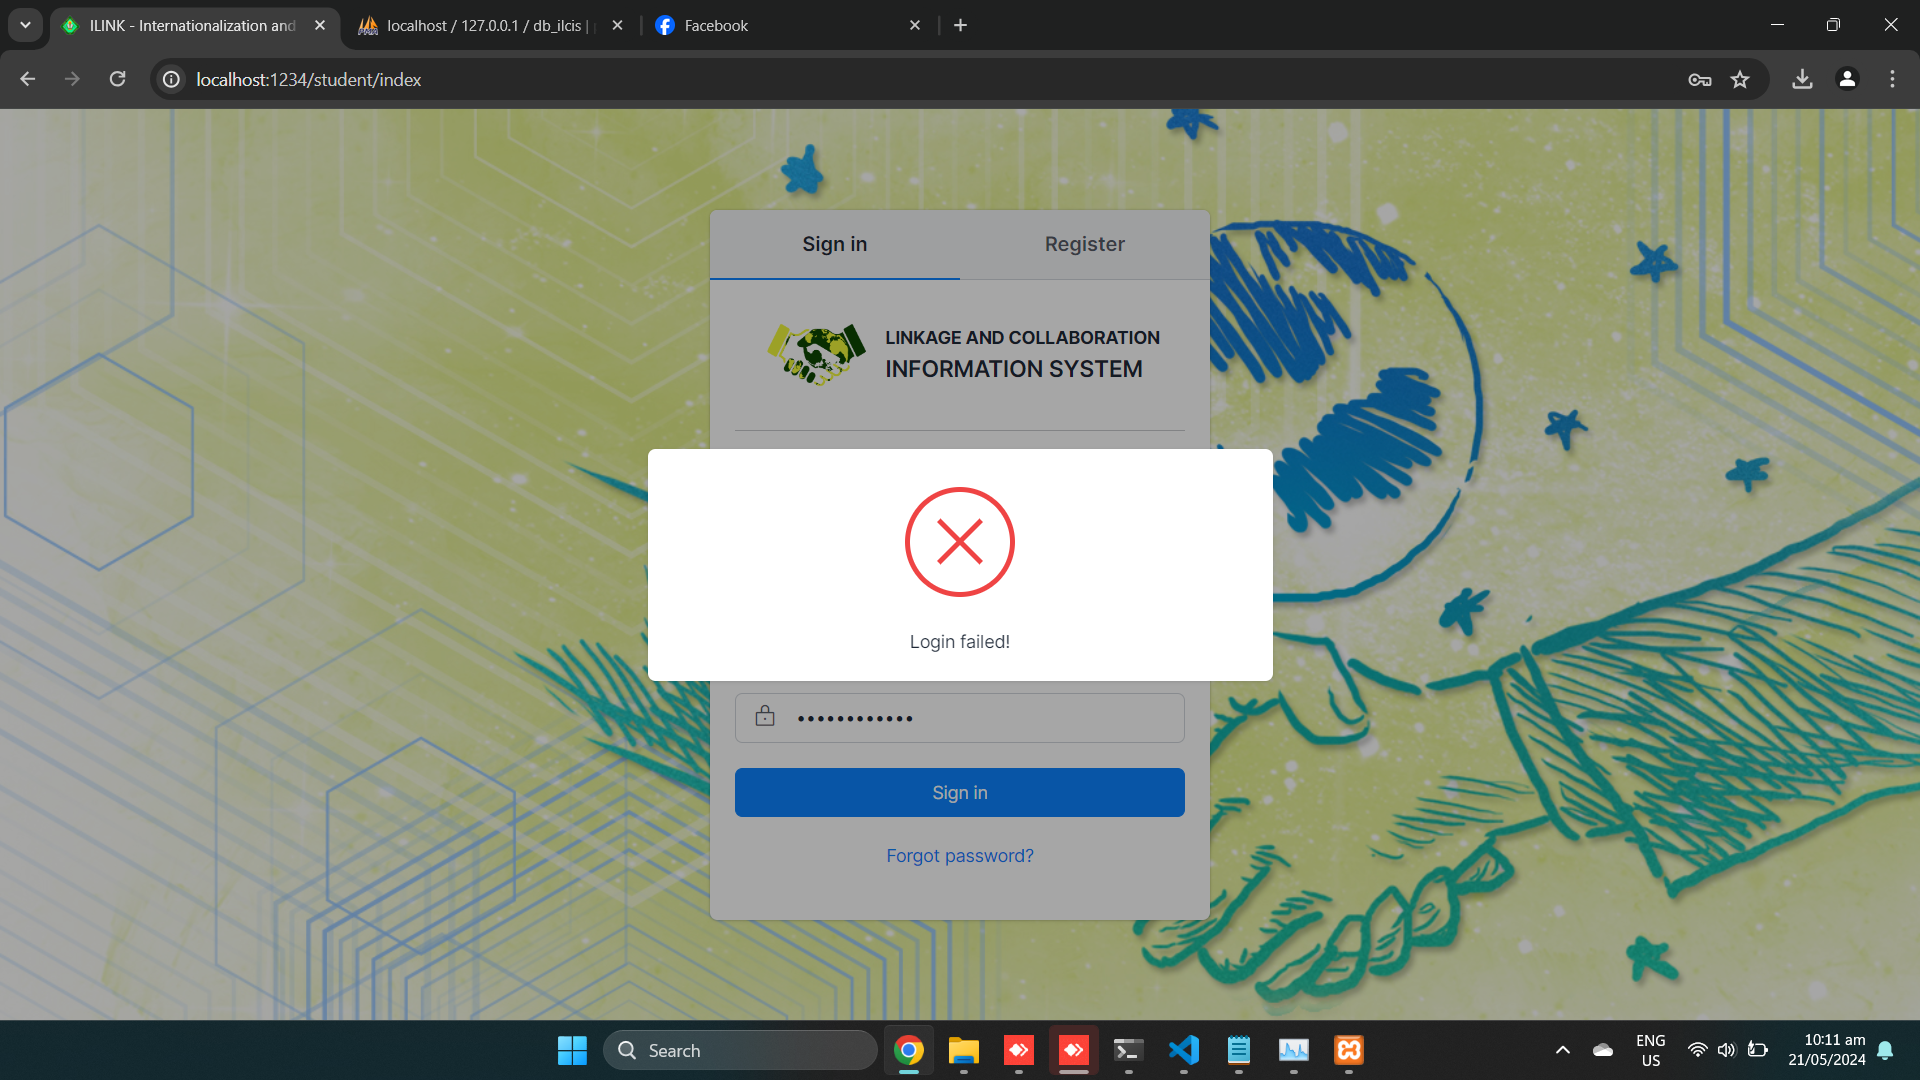 ILINK - Internationalization and
localhost / 127.0.0.1 / db_ilcis |
Facebook
localhost:1234/student/index
Sign in
Register
LINKAGE AND COLLABORATION
INFORMATION SYSTEM
Login failed!
••••••••••••
Sign in
Forgot password?
Search
ENG
US
10:11 am
21/05/2024